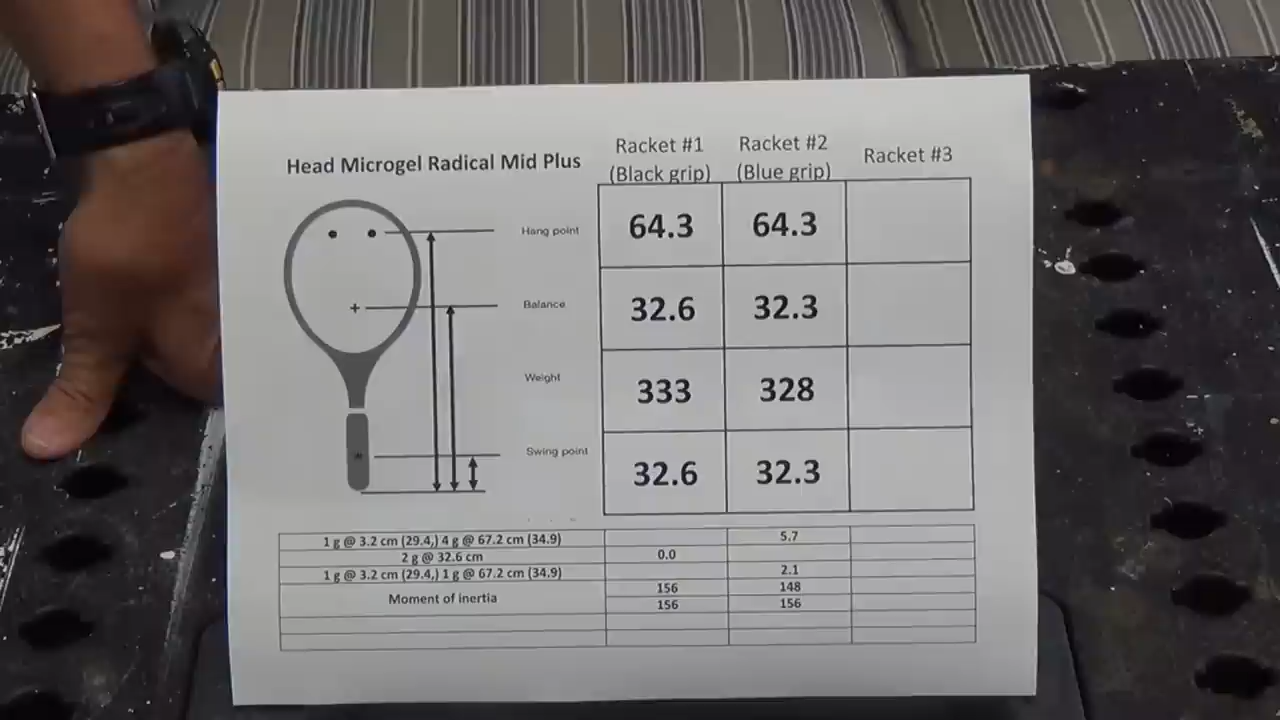 Head Microgel Radical Mid Plus
Racket #1
(Black grip)
Racket #2
(Blue grip)
Racket #3
Hang point
64.3
64.3
Balance
32.6
32.3
Weight
333
328
Swing point
32.6
32.3
1 g @ 3.2 cm (29.4,) 4 g @ 67.2 cm (34.9)
5.7
2 g @ 32.6 cm
0.0
1 g @ 3.2 cm (29.4,) 1 g @ 67.2 cm (34.9)
2.1
Moment of inertia
156
148
156
156